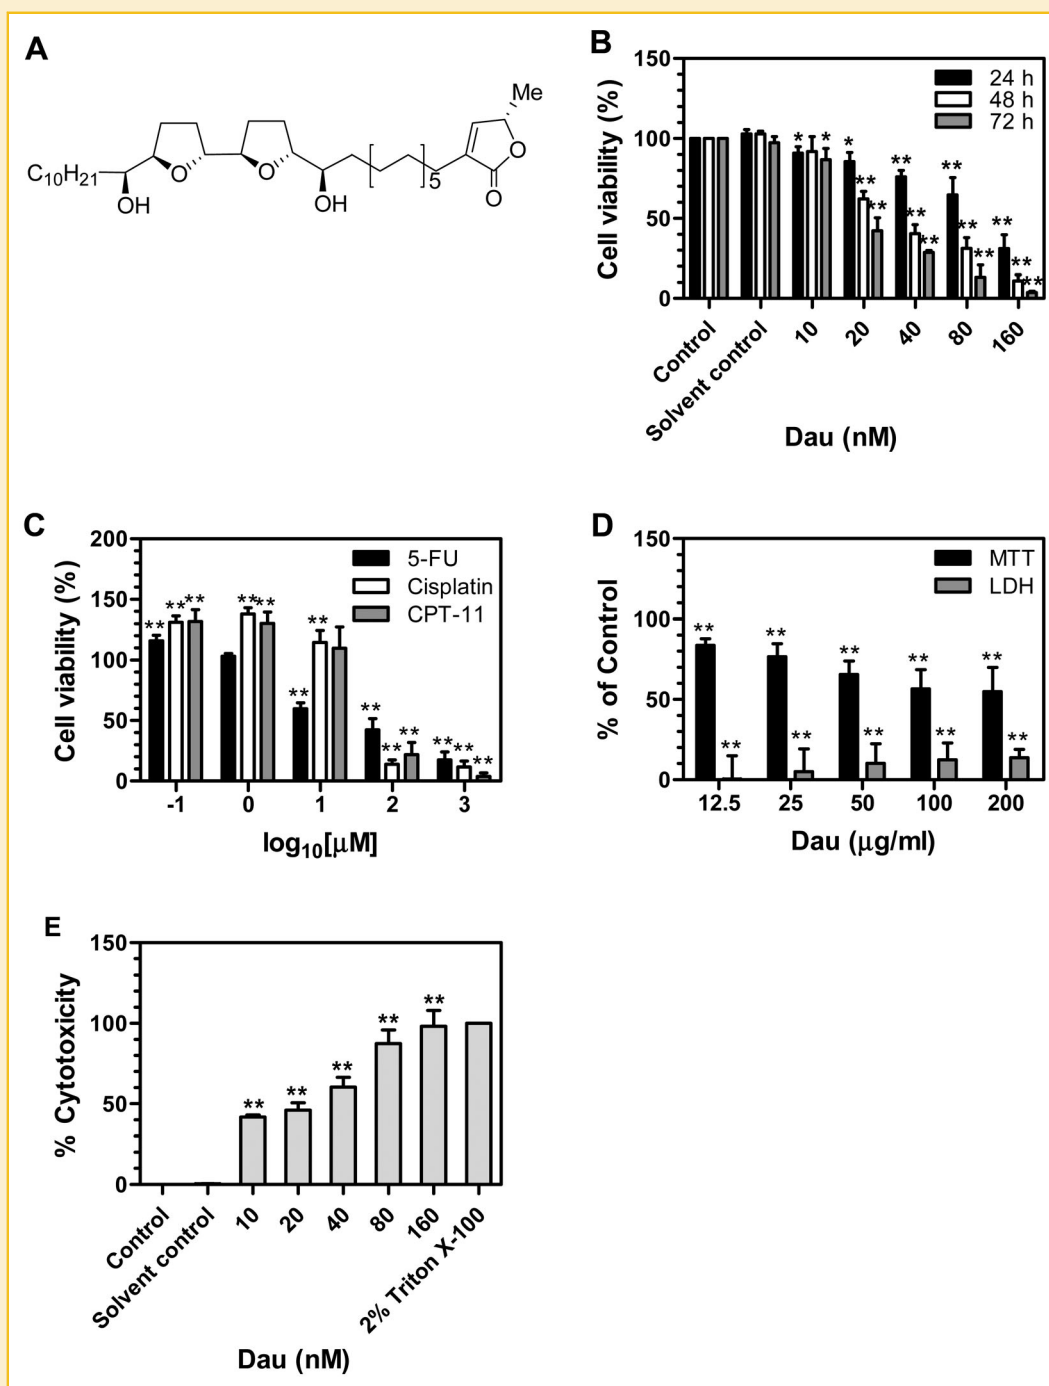 A
Me
C10H21
OH
O
O
OH
5
O
O
B
Cell viability (%)
150
100
50
0
24 h
48 h
72 h
* * * ** ** ** ** ** ** ** ** ** ** **
Control
Solvent control
10
20
40
80
160
Dau (nM)
C
Cell viability (%)
200
150
100
50
0
5-FU
Cisplatin
CPT-11
** ** ** ** ** ** ** ** ** ** ** ** **
-1 0 1 2 3
log10[μM]
D
% of Control
150
100
50
0
MTT
LDH
** ** ** ** ** ** ** ** ** **
12.5 25 50 100 200
Dau (μg/ml)
E
% Cytotoxicity
150
100
50
0
** ** ** ** **
Control
Solvent control
10
20
40
80
160
2% Triton X-100
Dau (nM)